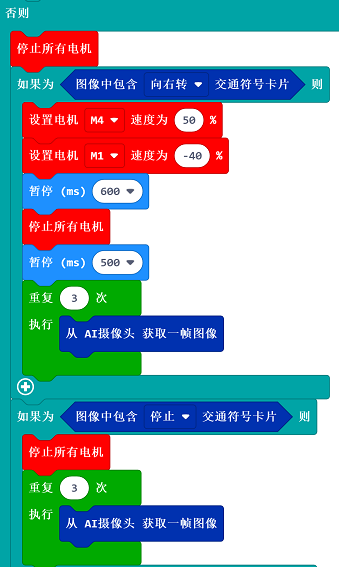 否则
停止所有电机
如果为 图像中包含 向右转 交通符号卡片 则
设置电机 M4 速度为 50 %
设置电机 M1 速度为 -40 %
暂停 (ms) 600
停止所有电机
暂停 (ms) 500
重复 3 次
执行 从 AI摄像头 获取一帧图像
如果为 图像中包含 停止 交通符号卡片 则
停止所有电机
重复 3 次
执行 从 AI摄像头 获取一帧图像